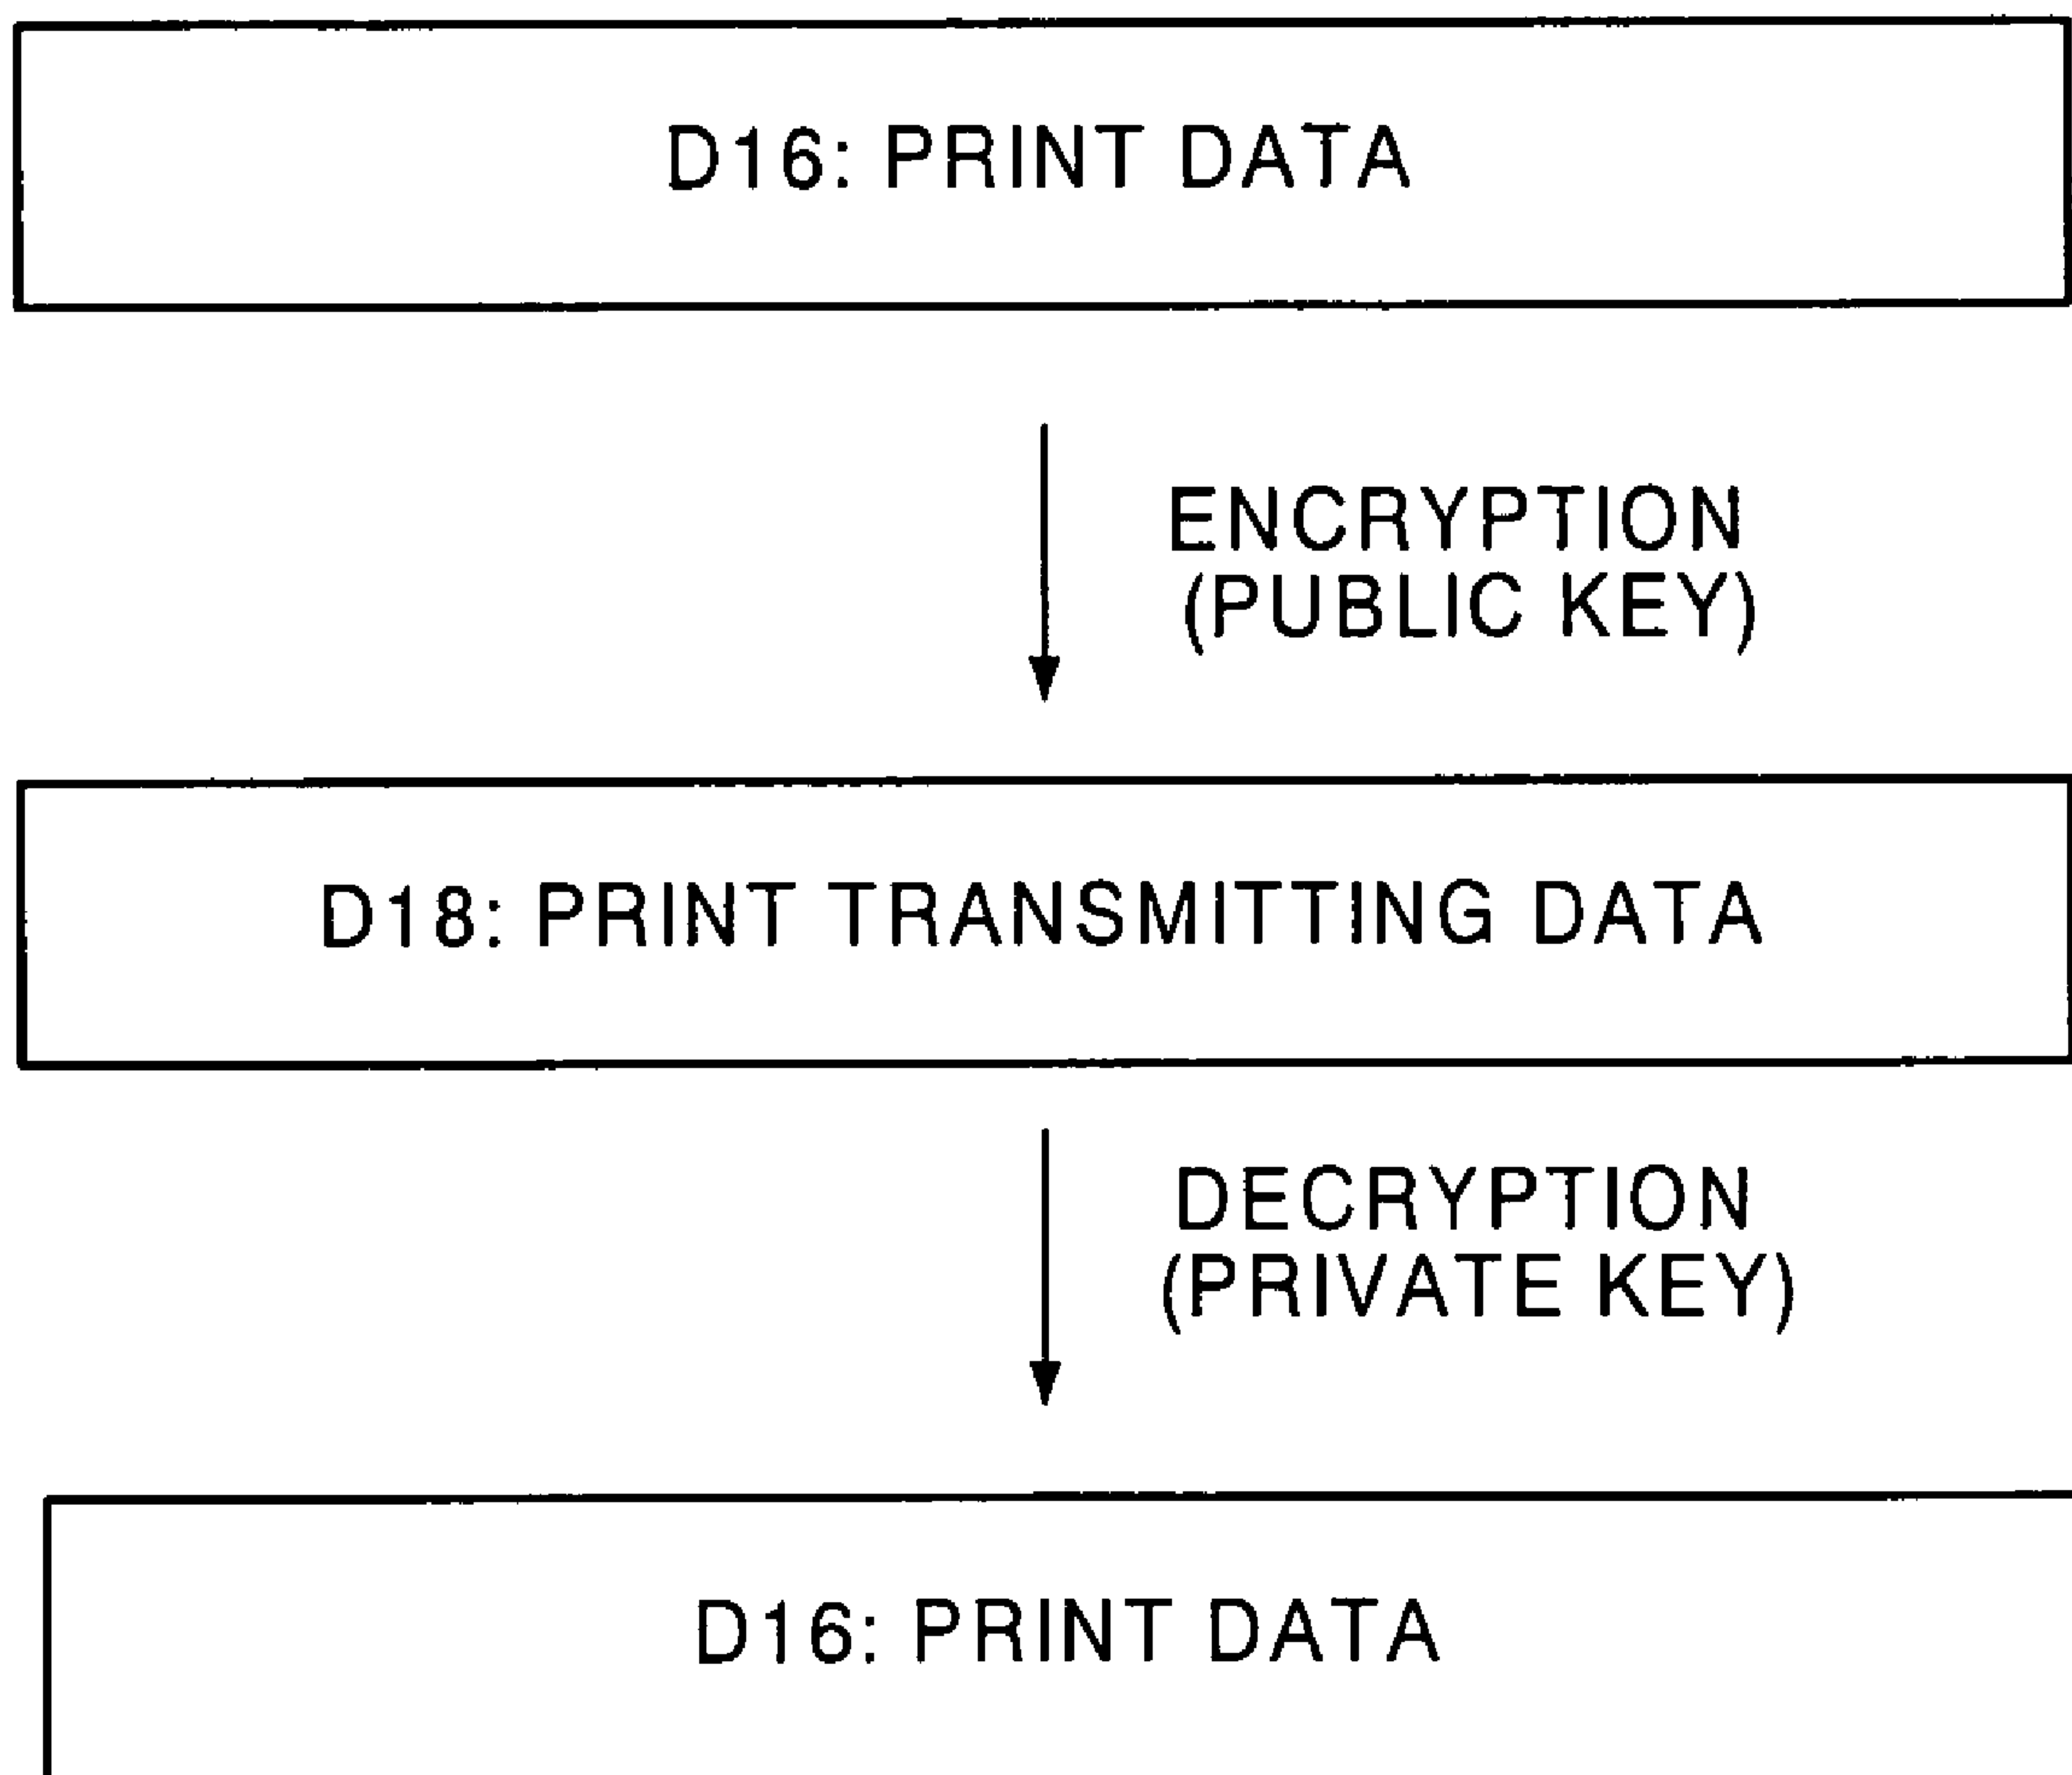 D16: PRINT DATA
ENCRYPTION
(PUBLIC KEY)
D18: PRINT TRANSMITTING DATA
DECRYPTION
(PRIVATE KEY)
D16: PRINT DATA